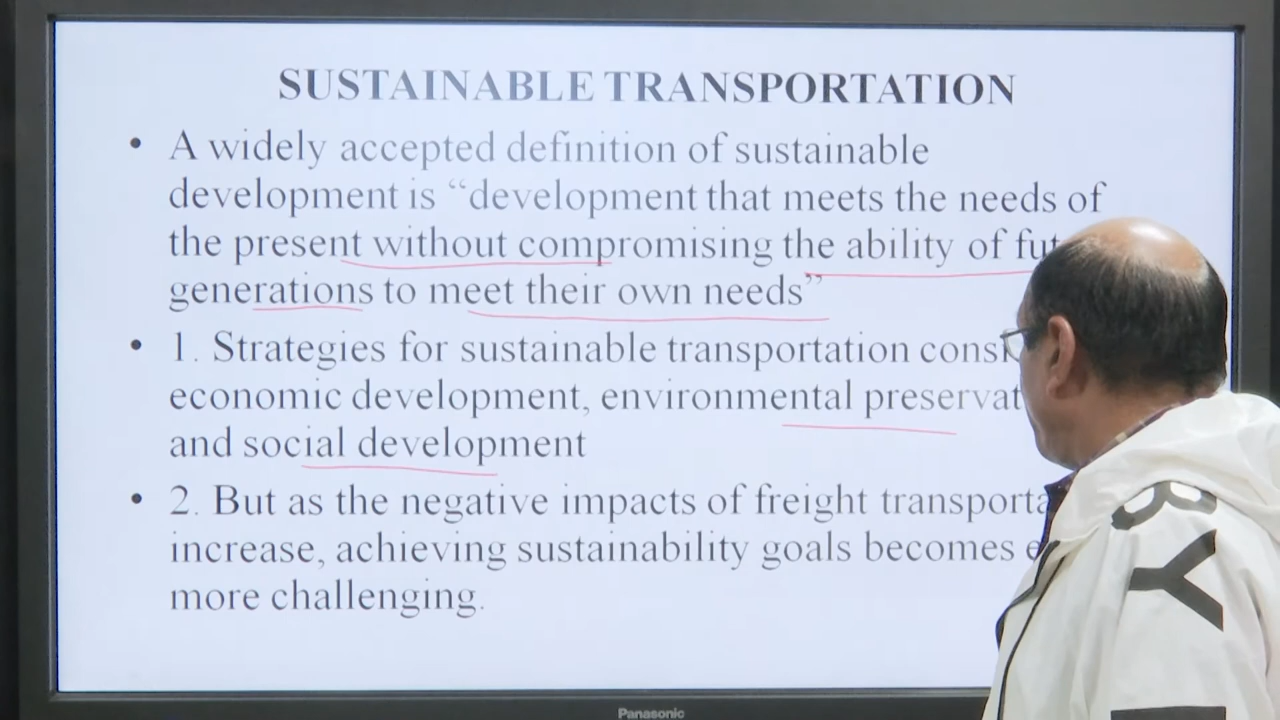 SUSTAINABLE TRANSPORTATION
• A widely accepted definition of sustainable
development is “development that meets the needs of
the present without compromising the ability of
generations to meet their own needs”
• 1. Strategies for sustainable transportation
economic development, environmental
and social development
• 2. But as the negative impacts of freight
increase, achieving sustainability goals becomes
more challenging.
Panasonic
BY